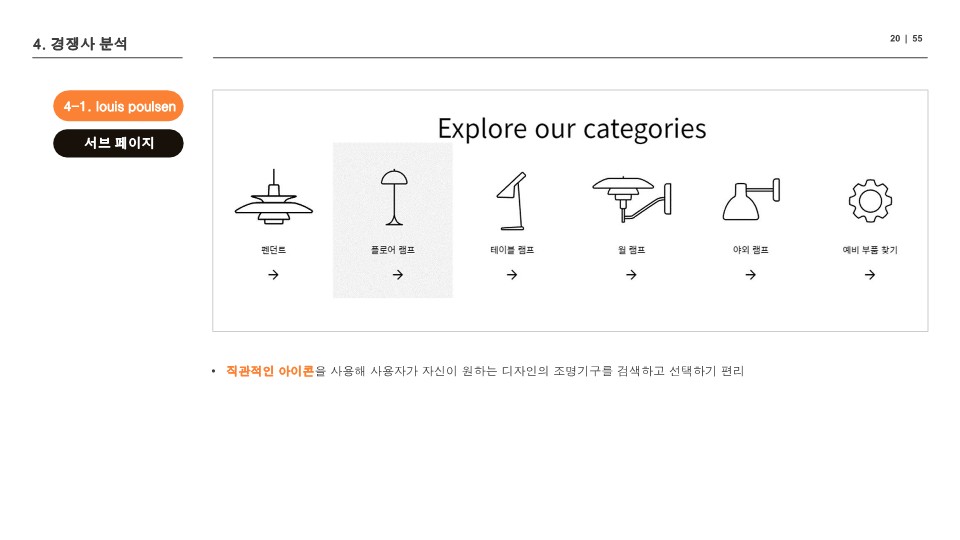 4. 경쟁사 분석
20 | 55
4-1. louis poulsen
서브 페이지
Explore our categories
펜던트
플로어 램프
테이블 램프
월 램프
야외 램프
예비 부품 찾기
• 직관적인 아이콘을 사용해 사용자가 자신이 원하는 디자인의 조명기구를 검색하고 선택하기 편리